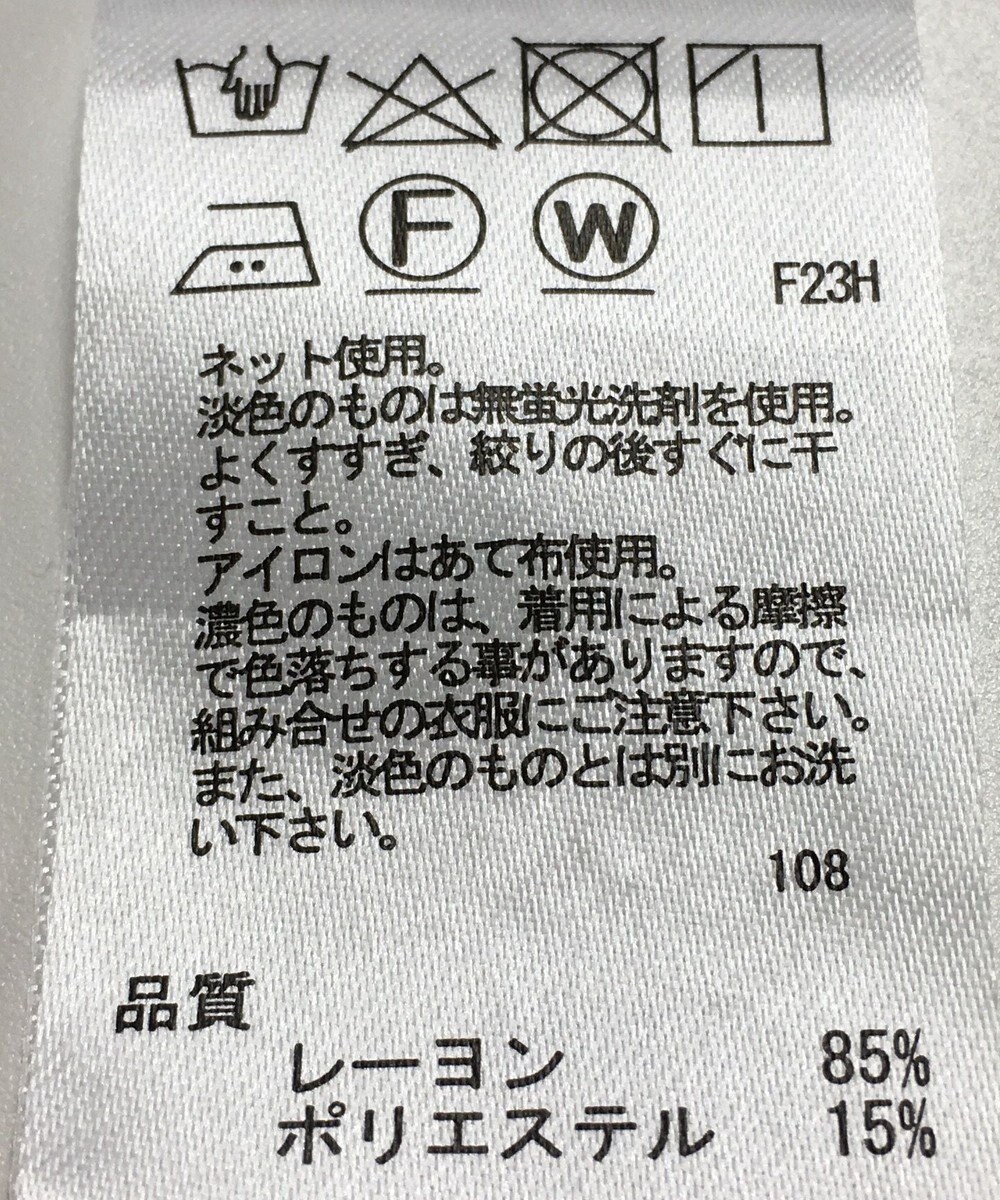 F
W
F23H
ネット使用。
淡色のものは無蛍光洗剤を使用。
よくすすぎ、絞りの後すぐに干
すこと。
アイロンはあて布使用。
濃色のものは、着用による摩擦
で色落ちする事がありますので、
組み合せの衣服にご注意下さい。
また、淡色のものとは別にお洗
い下さい。
108
品質
レーヨン 85%
ポリエステル 15%